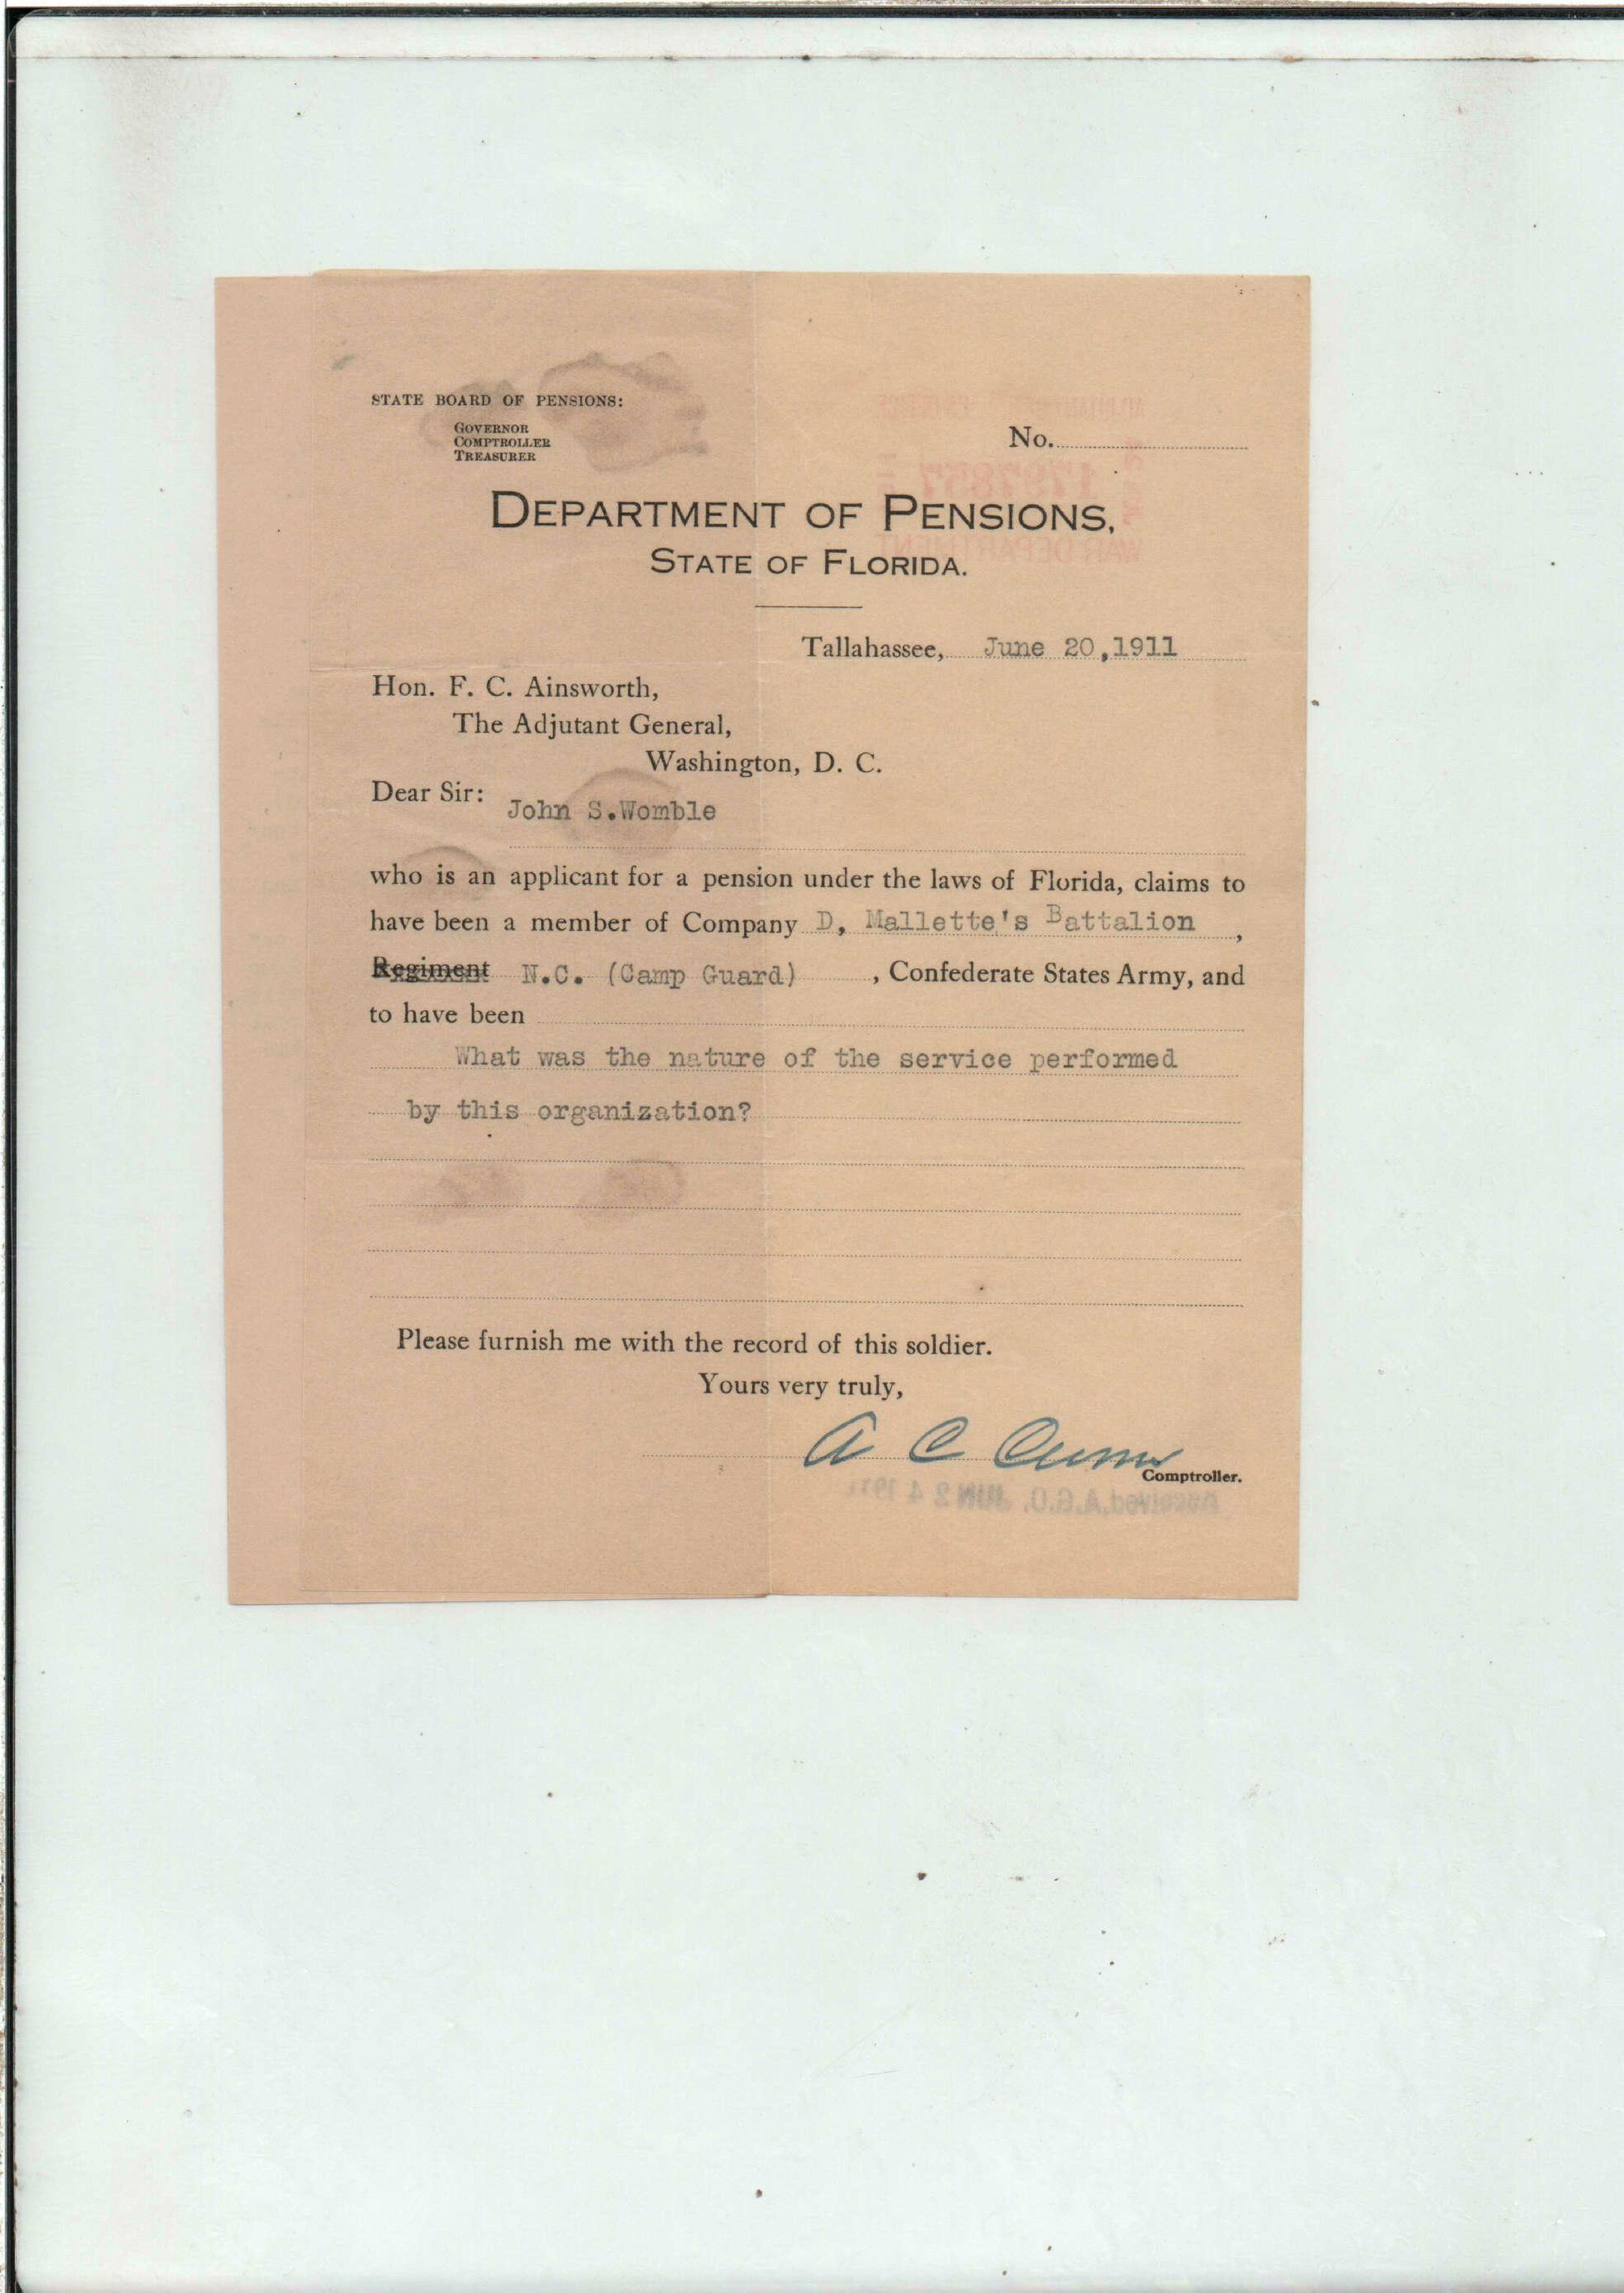 STATE BOARD OF PENSIONS:
GOVERNOR
COMPTROLLER
TREASURER
No.
DEPARTMENT OF PENSIONS,
STATE OF FLORIDA.
Tallahassee, June 20,1911
Hon. F. C. Ainsworth,
The Adjutant General,
Washington, D. C.
Dear Sir:
John S.Womble
who is an applicant for a pension under the laws of Florida, claims to
have been a member of Company D, Mallette's Battalion ,
Regiment N.C. (Camp Guard) , Confederate States Army, and
to have been
What was the nature of the service performed
by this organization?
Please furnish me with the record of this soldier.
Yours very truly,
A C
Comptroller.
Received, A.G.O. JUN 24 1911